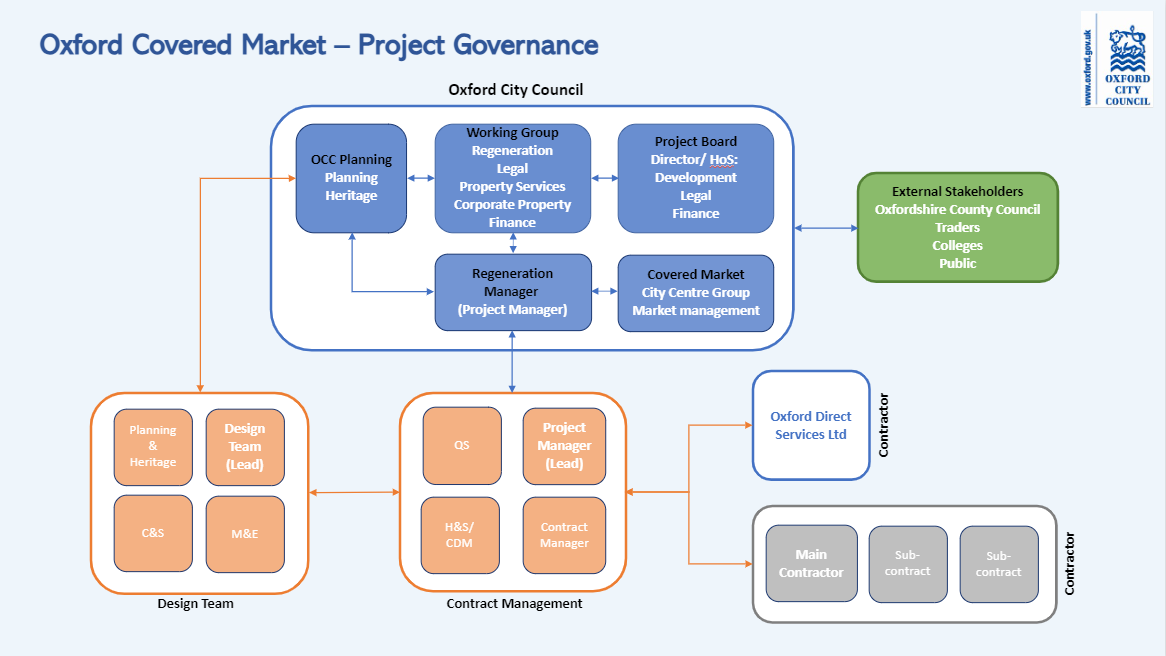 Oxford Covered Market – Project Governance
www.oxford.gov.uk
OXFORD
CITY
COUNCIL
Oxford City Council
OCC Planning
Planning
Heritage
Working Group
Regeneration
Legal
Property Services
Corporate Property
Finance
Project Board
Director/ HoS:
Development
Legal
Finance
Regeneration
Manager
(Project Manager)
Covered Market
City Centre Group
Market management
External Stakeholders
Oxfordshire County Council
Traders
Colleges
Public
Planning
&
Heritage
Design
Team
(Lead)
C&S
M&E
Design Team
QS
Project
Manager
(Lead)
H&S/
CDM
Contract
Manager
Contract Management
Oxford Direct
Services Ltd
Contractor
Main
Contractor
Sub-
contract
Sub-
contract
Contractor